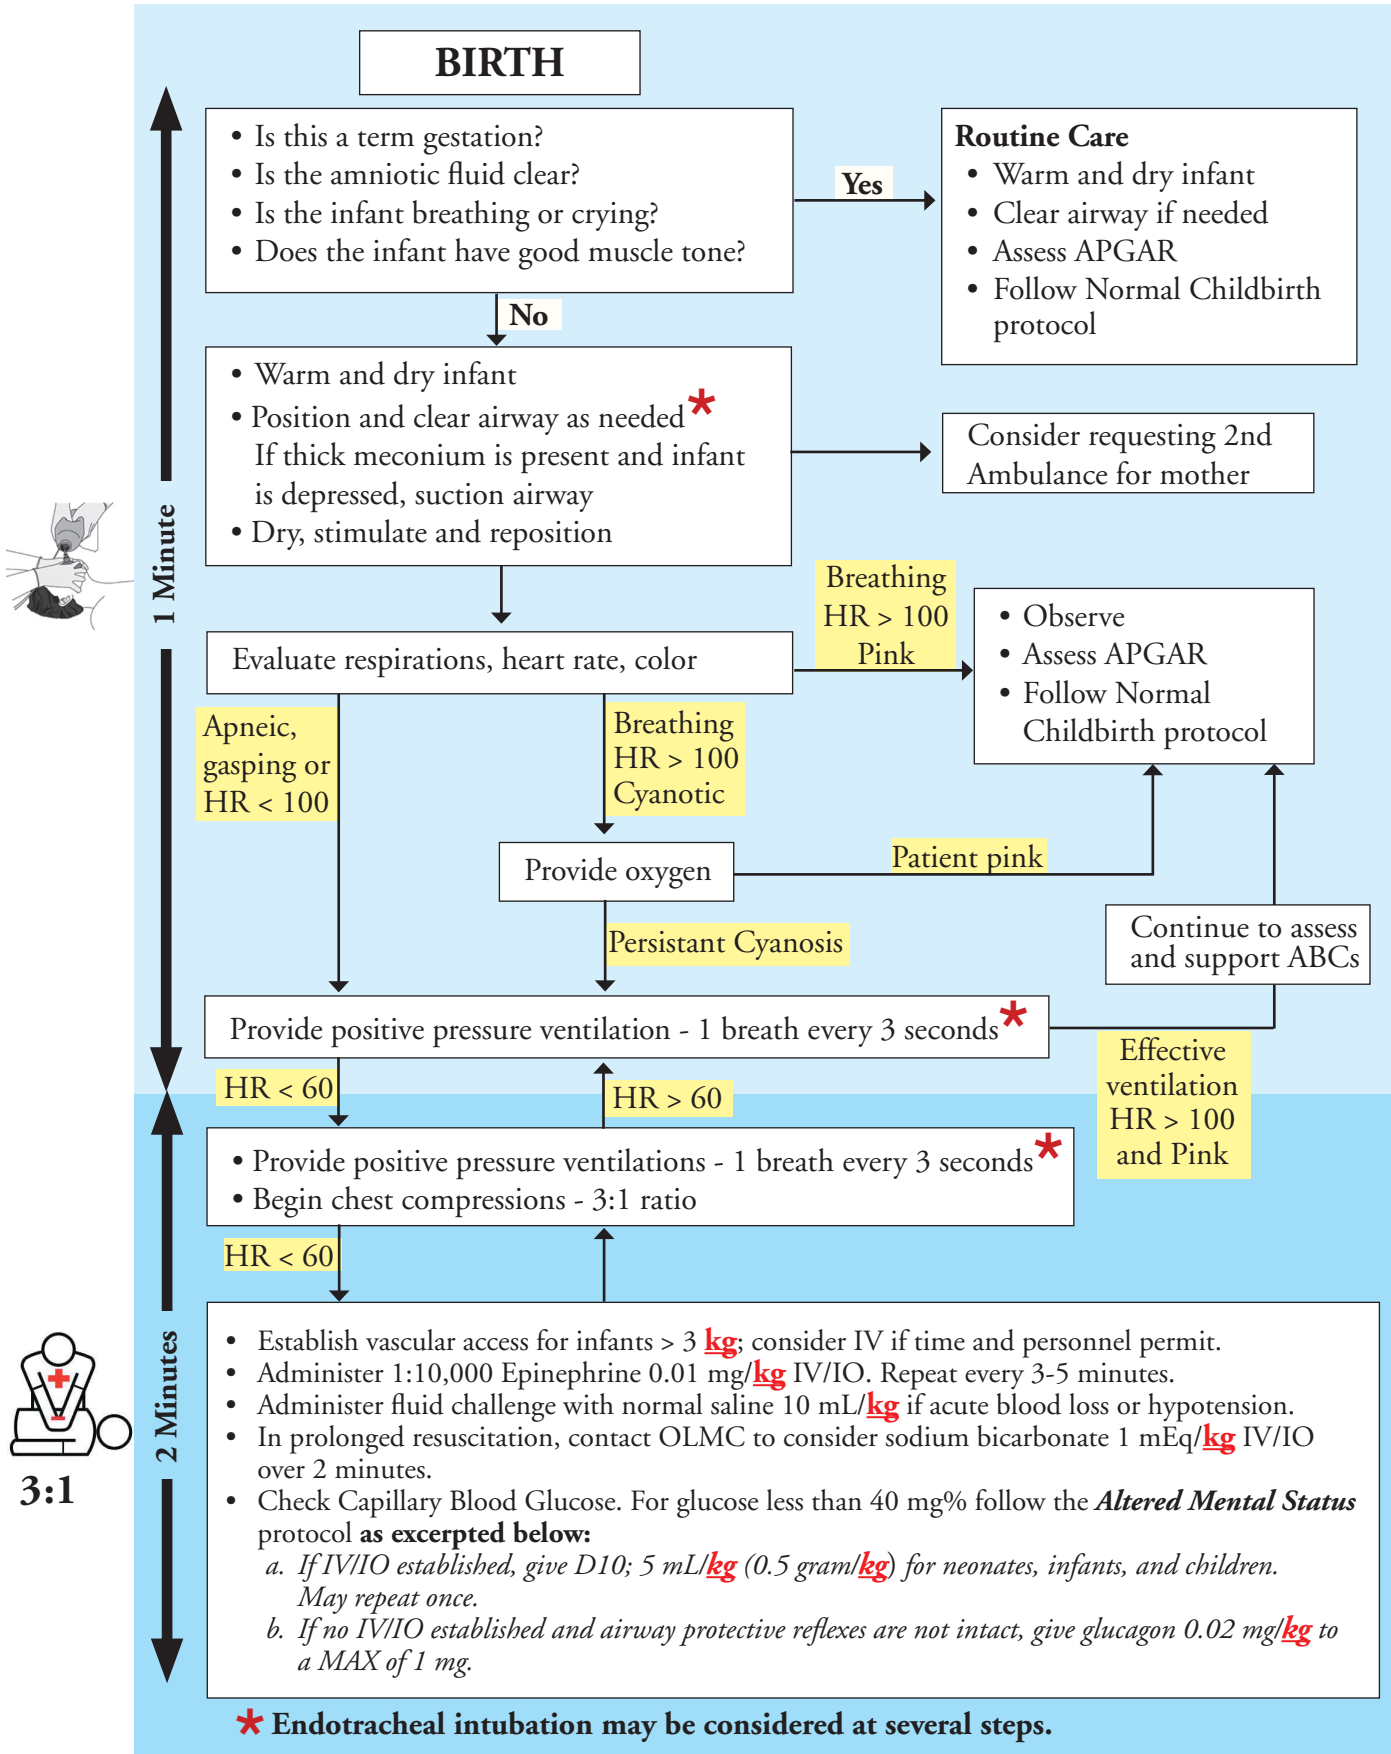 BIRTH
• Is this a term gestation?
• Is the amniotic fluid clear?
• Is the infant breathing or crying?
• Does the infant have good muscle tone?
Yes
Routine Care
• Warm and dry infant
• Clear airway if needed
• Assess APGAR
• Follow Normal Childbirth
protocol
No
• Warm and dry infant
• Position and clear airway as needed*
If thick meconium is present and infant
is depressed, suction airway
• Dry, stimulate and reposition
Consider requesting 2nd
Ambulance for mother
1 Minute
Evaluate respirations, heart rate, color
Breathing
HR > 100
Pink
• Observe
• Assess APGAR
• Follow Normal
Childbirth protocol
Apneic,
gasping or
HR < 100
Breathing
HR > 100
Cyanotic
Provide oxygen
Patient pink
Persistant Cyanosis
Continue to assess
and support ABCs
Provide positive pressure ventilation - 1 breath every 3 seconds*
Effective
ventilation
HR > 100
and Pink
HR < 60
HR > 60
• Provide positive pressure ventilations - 1 breath every 3 seconds*
• Begin chest compressions - 3:1 ratio
HR < 60
2 Minutes
3:1
• Establish vascular access for infants > 3 kg; consider IV if time and personnel permit.
• Administer 1:10,000 Epinephrine 0.01 mg/kg IV/IO. Repeat every 3-5 minutes.
• Administer fluid challenge with normal saline 10 mL/kg if acute blood loss or hypotension.
• In prolonged resuscitation, contact OLMC to consider sodium bicarbonate 1 mEq/kg IV/IO
over 2 minutes.
• Check Capillary Blood Glucose. For glucose less than 40 mg% follow the Altered Mental Status
protocol as excerpted below:
a. If IV/IO established, give D10; 5 mL/kg (0.5 gram/kg) for neonates, infants, and children.
May repeat once.
b. If no IV/IO established and airway protective reflexes are not intact, give glucagon 0.02 mg/kg to
a MAX of 1 mg.
* Endotracheal intubation may be considered at several steps.